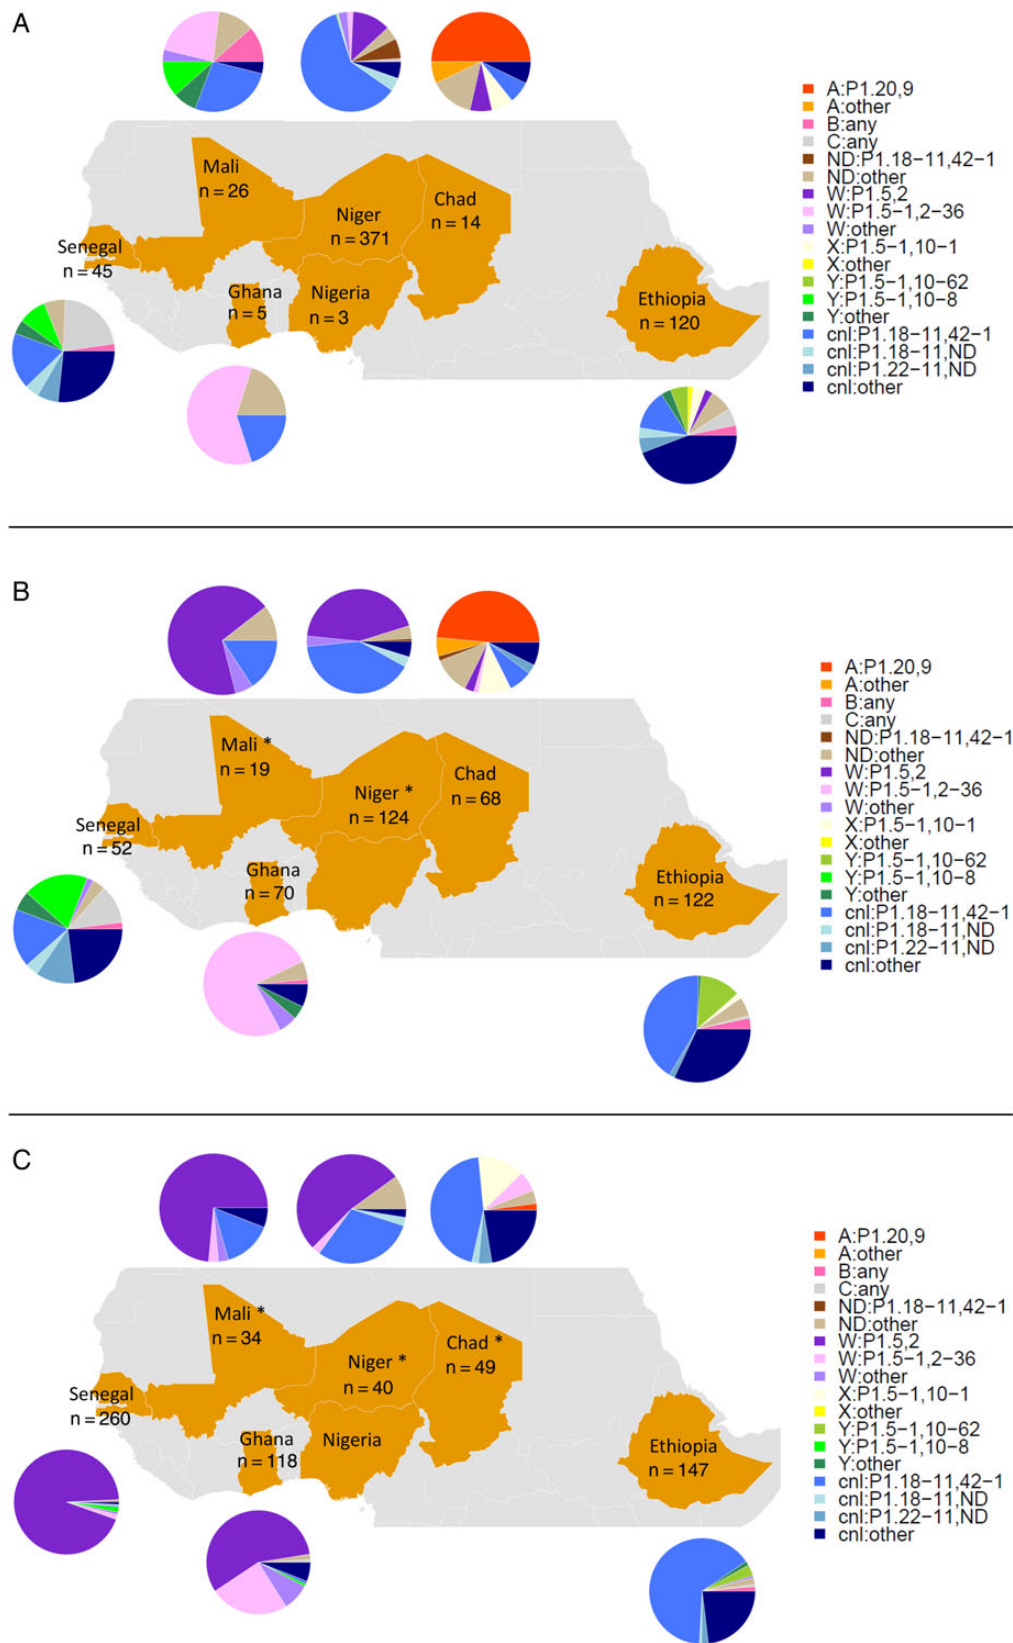 A
Mali
n = 26
Niger
n = 371
Chad
n = 14
Senegal
n = 45
Ghana
n = 5
Nigeria
n = 3
Ethiopia
n = 120
A:P1.20,9
A:other
B:any
C:any
ND:P1.18−11,42−1
ND:other
W:P1.5,2
W:P1.5−1,2−36
W:other
X:P1.5−1,10−1
X:other
Y:P1.5−1,10−62
Y:P1.5−1,10−8
Y:other
cnl:P1.18−11,42−1
cnl:P1.18−11,ND
cnl:P1.22−11,ND
cnl:other
B
Mali *
n = 19
Niger *
n = 124
Chad
n = 68
Senegal
n = 52
Ghana
n = 70
Ethiopia
n = 122
A:P1.20,9
A:other
B:any
C:any
ND:P1.18−11,42−1
ND:other
W:P1.5,2
W:P1.5−1,2−36
W:other
X:P1.5−1,10−1
X:other
Y:P1.5−1,10−62
Y:P1.5−1,10−8
Y:other
cnl:P1.18−11,42−1
cnl:P1.18−11,ND
cnl:P1.22−11,ND
cnl:other
C
Mali *
n = 34
Niger *
n = 40
Chad *
n = 49
Senegal
n = 260
Ghana
n = 118
Nigeria
Ethiopia
n = 147
A:P1.20,9
A:other
B:any
C:any
ND:P1.18−11,42−1
ND:other
W:P1.5,2
W:P1.5−1,2−36
W:other
X:P1.5−1,10−1
X:other
Y:P1.5−1,10−62
Y:P1.5−1,10−8
Y:other
cnl:P1.18−11,42−1
cnl:P1.18−11,ND
cnl:P1.22−11,ND
cnl:other